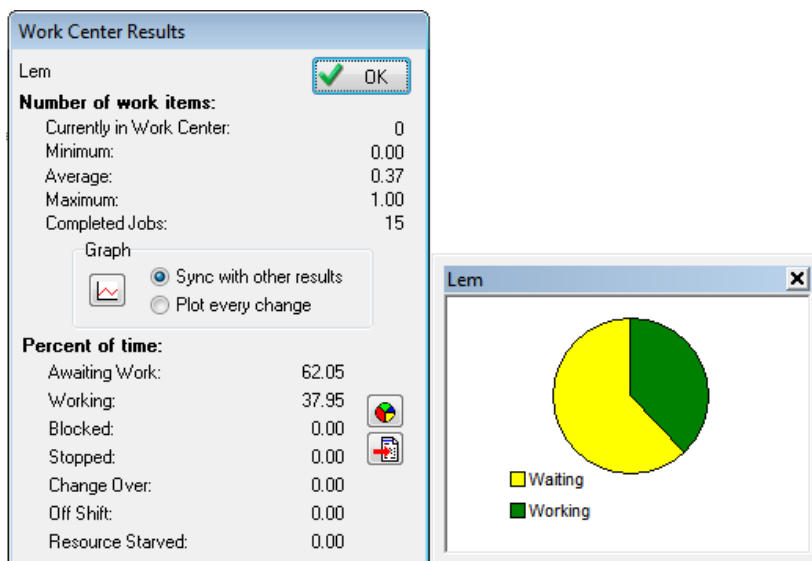 Work Center Results
Lem
OK
Number of work items:
Currently in Work Center: 0
Minimum: 0.00
Average: 0.37
Maximum: 1.00
Completed Jobs: 15
Graph
Sync with other results
Plot every change
Percent of time:
Awaiting Work: 62.05
Working: 37.95
Blocked: 0.00
Stopped: 0.00
Change Over: 0.00
Off Shift: 0.00
Resource Starved: 0.00
Lem
Waiting
Working